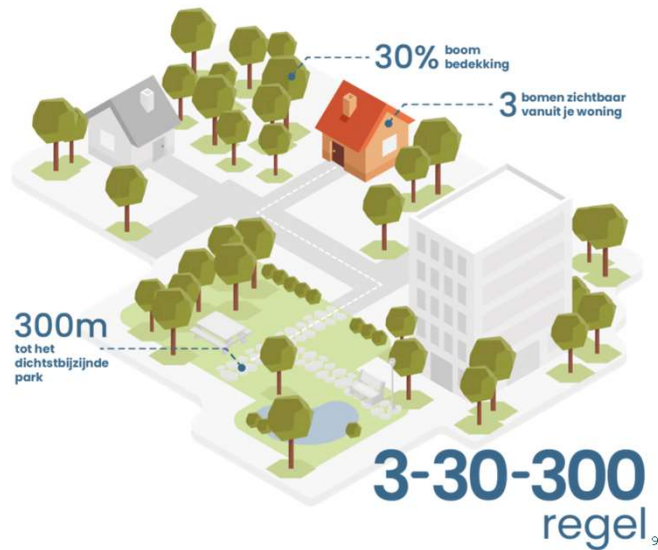 30% boom
bedekking
3 bomen zichtbaar
vanuit je woning
300m
tot het
dichtstbijzijnde
park
3-30-300
regel
9